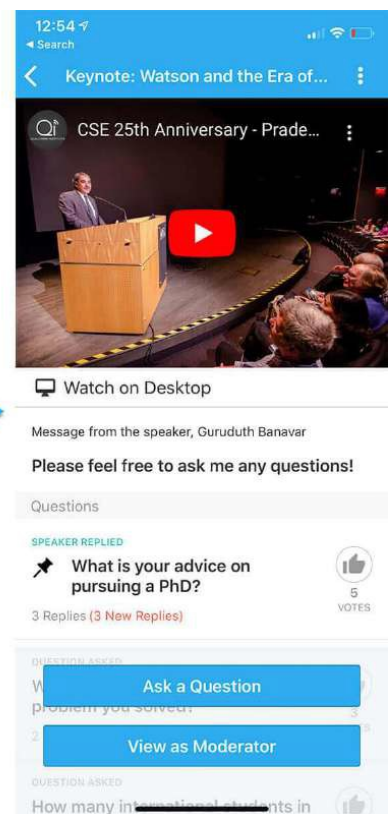 12:54
◀ Search
Keynote: Watson and the Era of...
Qi
CSE 25th Anniversary - Prade...
Watch on Desktop
Message from the speaker, Guruduth Banavar
Please feel free to ask me any questions!
Questions
SPEAKER REPLIED
What is your advice on
pursuing a PhD?
5
VOTES
3 Replies (3 New Replies)
QUESTION ASKED
Ask a Question
problem you solved?
3
2
View as Moderator
QUESTION ASKED
How many international students in